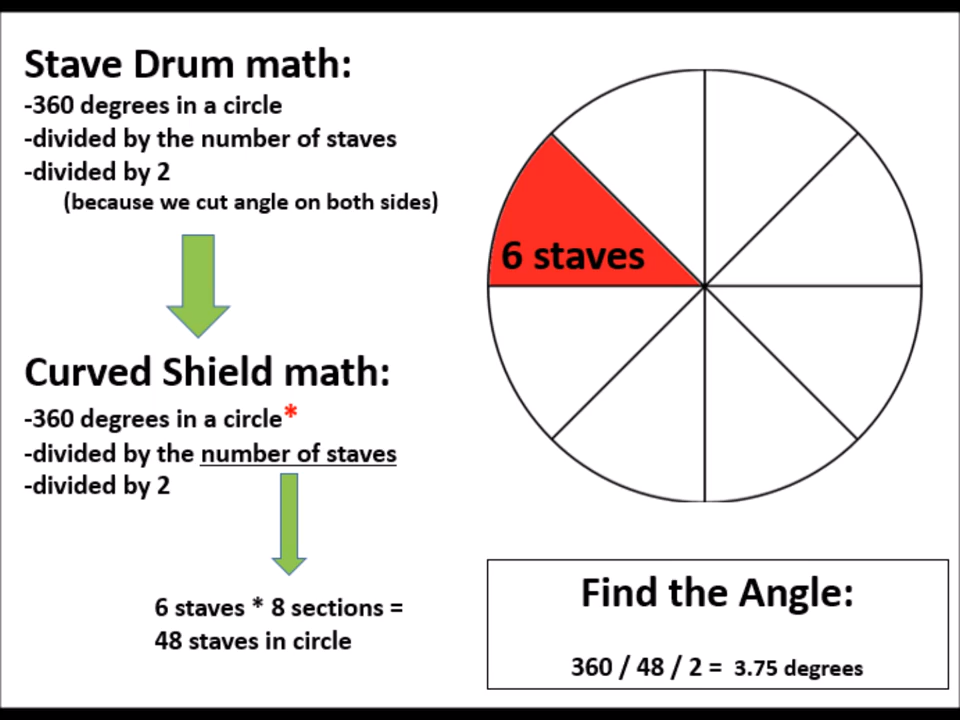 Stave Drum math:
-360 degrees in a circle
-divided by the number of staves
-divided by 2
(because we cut angle on both sides)
Curved Shield math:
-360 degrees in a circle*
-divided by the number of staves
-divided by 2
6 staves * 8 sections =
48 staves in circle
6 staves
Find the Angle:
360 / 48 / 2 = 3.75 degrees